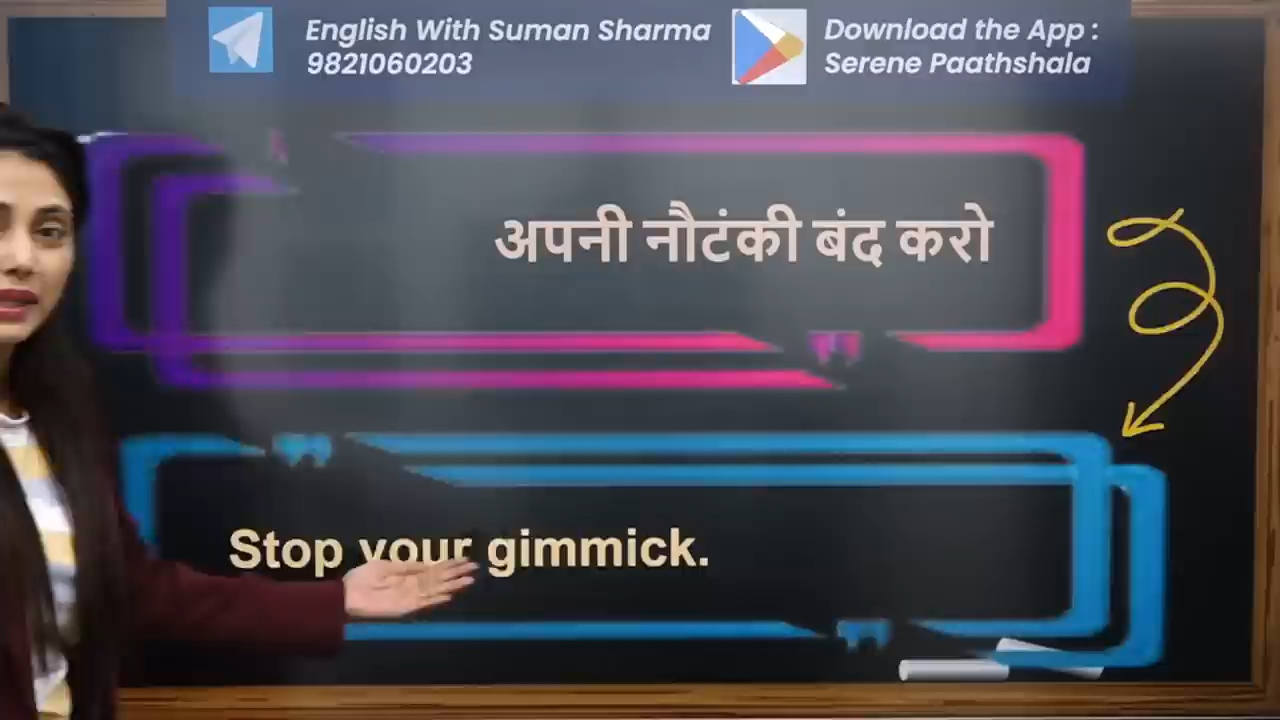 English With Suman Sharma
9821060203
Download the App :
Serene Paathshala
अपनी नौटंकी बंद करो
Stop your gimmick.